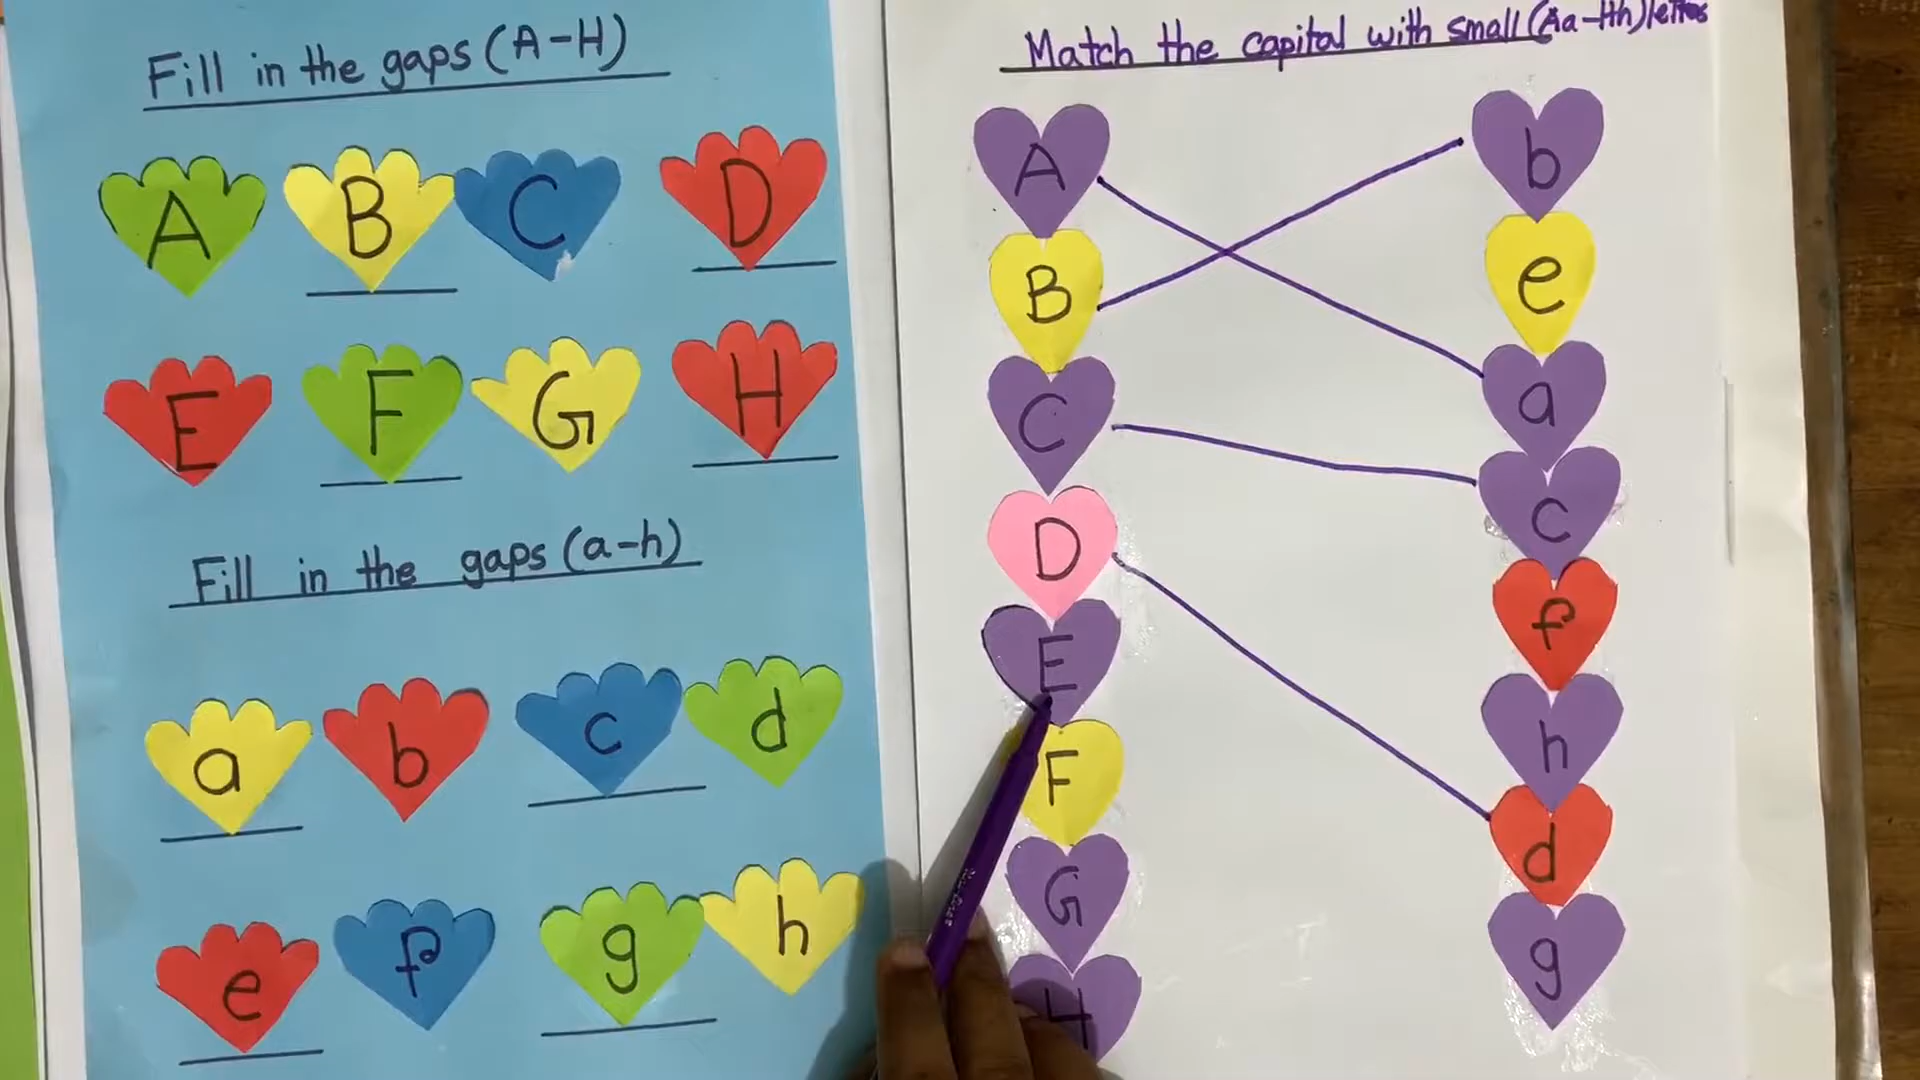 Fill in the gaps (A-H)
A B C D
E F G H
Fill in the gaps (a-h)
a b c d
e f g h
Match the capital with small (Aa-Hh) letters
A b
B e
C a
D c
E f
F h
G d
H g